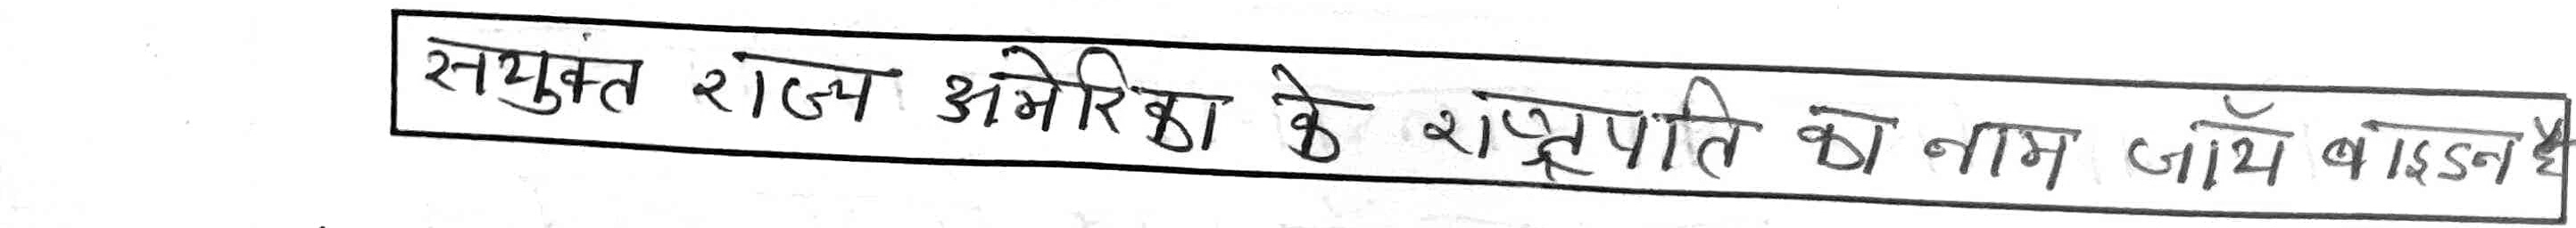 सयुक्तं राज्य अमेरिका के राष्ट्रपति का नाम जॉय बाइडन है